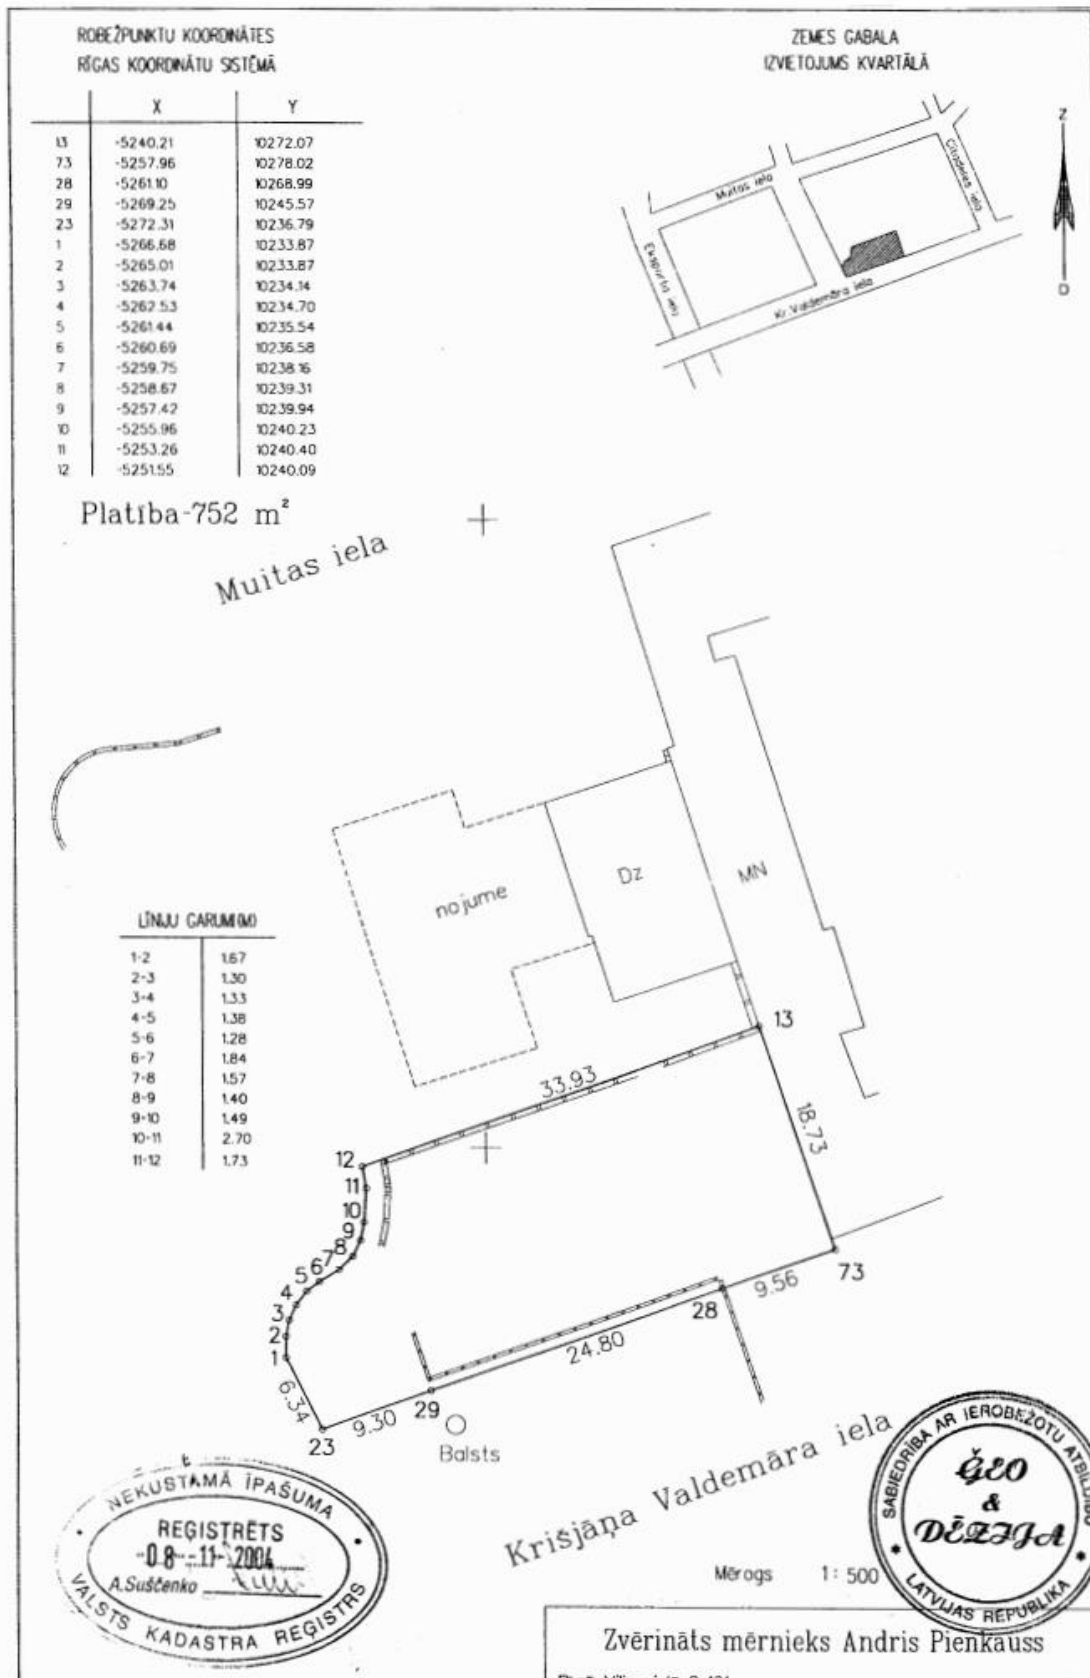 ROBEŽPUNKTU KOORDINĀTES
RĪGAS KOORDINĀTU SISTĒMĀ
X Y
13 -5240.21 10272.07
73 -5257.96 10278.02
28 -5261.10 10268.99
29 -5269.25 10245.57
23 -5272.31 10236.79
1 -5266.68 10233.87
2 -5265.01 10233.87
3 -5263.74 10234.14
4 -5262.53 10234.70
5 -5261.44 10235.54
6 -5260.69 10236.58
7 -5259.75 10238.16
8 -5258.67 10239.31
9 -5257.42 10239.94
10 -5255.96 10240.23
11 -5253.26 10240.40
12 -5251.55 10240.09
Platība-752 m²
ZEMES GABALA
IZVIETOJUMS KVARTĀLĀ
Z
Muitas iela
Citadeles iela
Eksporta iela
Kr. Valdemāra iela
D
Muitas iela
nojume
Dz
MN
LĪNIJU GARUMI(M)
1-2 1.67
2-3 1.30
3-4 1.33
4-5 1.38
5-6 1.28
6-7 1.84
7-8 1.57
8-9 1.40
9-10 1.49
10-11 2.70
11-12 1.73
13
33.93
18.73
12
11
10
9
8
7
6
5
4
3
2
1
73
9.56
28
24.80
6.34
9.30
29
23
Balsts
Krišjāņa Valdemāra iela
NEKUSTAMĀ ĪPAŠUMA
REĢISTRĒTS
-08-11-2004
A.Suščenko
VALSTS KADASTRA REĢISTRS
Mērogs 1:500
SABIEDRĪBA AR IEROBEŽOTU ATBILDĪBU
ĢEO
&
DĒZIJA
LATVIJAS REPUBLIKA
Zvērināts mērnieks Andris Pienkauss